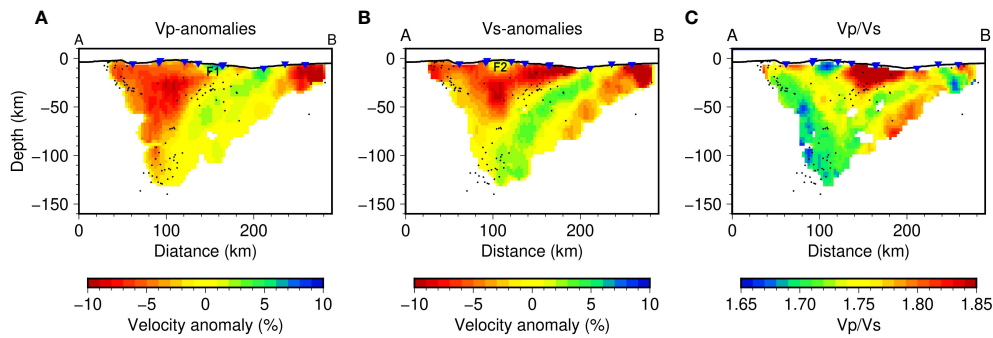 A B C
Vp-anomalies Vs-anomalies Vp/Vs
A B A B A B
F1 F2
0 0 0
−50 −50 −50
−100 −100 −100
−150 −150 −150
Depth (km)
0 100 200 0 100 200 0 100 200
Diatance (km) Diatance (km) Distance (km)
−10 −5 0 5 10 −10 −5 0 5 10 1.65 1.70 1.75 1.80 1.85
Velocity anomaly (%) Velocity anomaly (%) Vp/Vs